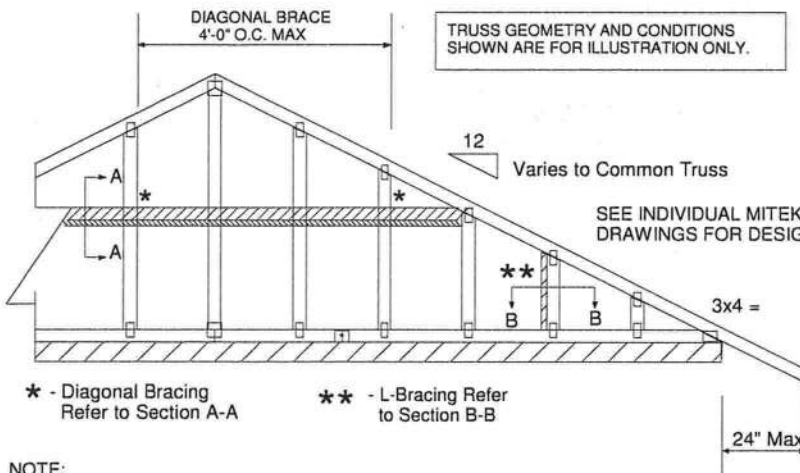 DIAGONAL BRACE
4'-0" O.C. MAX
TRUSS GEOMETRY AND CONDITIONS
SHOWN ARE FOR ILLUSTRATION ONLY.
12
Varies to Common Truss
A
*
*
SEE INDIVIDUAL MITEK
DRAWINGS FOR DESIG
A
**
B
B
3x4 =
* - Diagonal Bracing
Refer to Section A-A
** - L-Bracing Refer
to Section B-B
24" Max
NOTE: